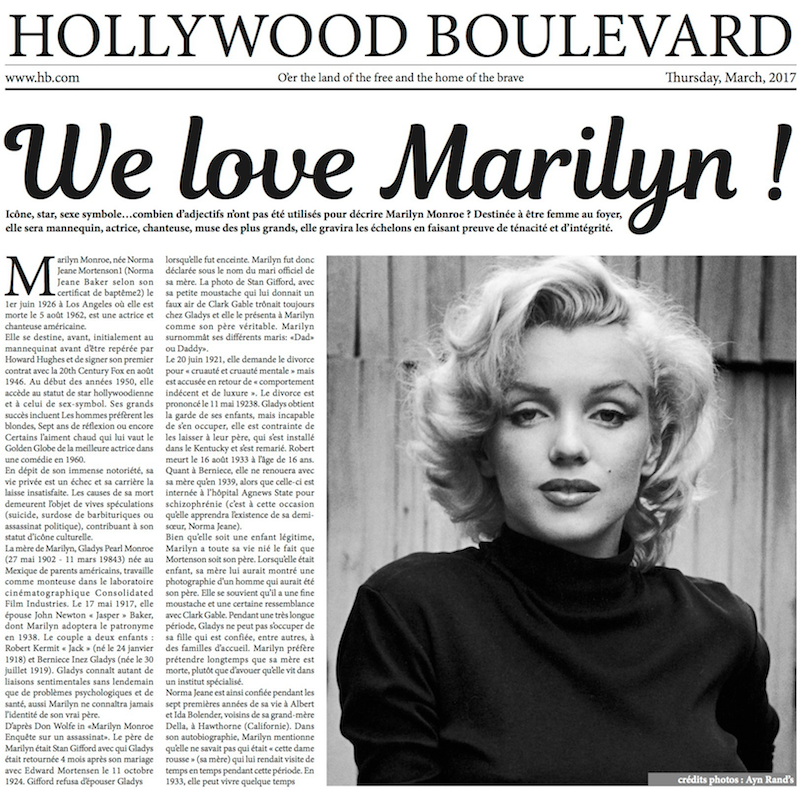 HOLLYWOOD BOULEVARD
www.hb.com
O'er the land of the free and the home of the brave
Thursday, March, 2017
We love Marilyn !
Icône, star, sexe symbole…combien d'adjectifs n'ont pas été utilisés pour décrire Marilyn Monroe ? Destinée à être femme au foyer,
elle sera mannequin, actrice, chanteuse, muse des plus grands, elle gravira les échelons en faisant preuve de ténacité et d'intégrité.
Marilyn Monroe, née Norma
Jeane Mortenson1 (Norma
Jeane Baker selon son
certificat de baptême2) le
1er juin 1926 à Los Angeles où elle est
morte le 5 août 1962, est une actrice et
chanteuse américaine.
Elle se destine, avant, initialement au
mannequinat avant d'être repérée par
Howard Hughes et de signer son premier
contrat avec la 20th Century Fox en août
1946. Au début des années 1950, elle
accède au statut de star hollywoodienne
et à celui de sex-symbol. Ses grands
succès incluent Les hommes préfèrent les
blondes, Sept ans de réflexion ou encore
Certains l'aiment chaud qui lui vaut le
Golden Globe de la meilleure actrice dans
une comédie en 1960.
En dépit de son immense notoriété, sa
vie privée est un échec et sa carrière la
laisse insatisfaite. Les causes de sa mort
demeurent l'objet de vives spéculations
(suicide, surdose de barbituriques ou
assassinat politique), contribuant à son
statut d'icône culturelle.
La mère de Marilyn, Gladys Pearl Monroe
(27 mai 1902 - 11 mars 19843) née au
Mexique de parents américains, travaille
comme monteuse dans le laboratoire
cinématographique Consolidated
Film Industries. Le 17 mai 1917, elle
épouse John Newton « Jasper » Baker,
dont Marilyn adoptera le patronyme
en 1938. Le couple a deux enfants :
Robert Kermit « Jack » (né le 24 janvier
1918) et Berniece Inez Gladys (née le 30
juillet 1919). Gladys connaît autant de
liaisons sentimentales sans lendemain
que de problèmes psychologiques et de
santé, aussi Marilyn ne connaîtra jamais
l'identité de son vrai père.
D'après Don Wolfe in «Marilyn Monroe
Enquête sur un assassinat». Le père de
Marilyn était Stan Gifford avec qui Gladys
était retournée 4 mois après son mariage
avec Edward Mortensen le 11 octobre
1924. Gifford refusa d'épouser Gladys
lorsqu'elle fut enceinte. Marilyn fut donc
déclarée sous le nom du mari officiel de
sa mère. La photo de Stan Gifford, avec
sa petite moustache qui lui donnait un
faux air de Clark Gable trônait toujours
chez Gladys et elle le présenta à Marilyn
comme son père véritable. Marilyn
surnommât ses différents maris: «Dad»
ou Daddy».
Le 20 juin 1921, elle demande le divorce
pour « cruauté et cruauté mentale » mais
est accusée en retour de « comportement
indécent et de luxure ». Le divorce est
prononcé le 11 mai 19238. Gladys obtient
la garde de ses enfants, mais incapable
de s'en occuper, elle est contrainte de
les laisser à leur père, qui s'est installé
dans le Kentucky et s'est remarié. Robert
meurt le 16 août 1933 à l'âge de 16 ans.
Quant à Berniece, elle ne renouera avec
sa mère qu'en 1939, alors que celle-ci est
internée à l'hôpital Agnews State pour
schizophrénie (c'est à cette occasion
qu'elle apprendra l'existence de sa demi-
sœur, Norma Jeane).
Bien qu'elle soit une enfant légitime,
Marilyn a toute sa vie nié le fait que
Mortenson soit son père. Lorsqu'elle était
enfant, sa mère lui aurait montré une
photographie d'un homme qui aurait été
son père. Elle se souvient qu'il a une fine
moustache et une certaine ressemblance
avec Clark Gable. Pendant une très longue
période, Gladys ne peut pas s'occuper de
sa fille qui est confiée, entre autres, à
des familles d'accueil. Marilyn préfère
prétendre longtemps que sa mère est
morte, plutôt que d'avouer qu'elle vit dans
un institut spécialisé.
Norma Jeane est ainsi confiée pendant les
sept premières années de sa vie à Albert
et Ida Bolender, voisins de sa grand-mère
Della, à Hawthorne (Californie). Dans
son autobiographie, Marilyn mentionne
qu'elle ne savait pas qui était « cette dame
rousse » (sa mère) qui lui rendait visite de
temps en temps pendant cette période. En
1933, elle peut vivre quelque temps
crédits photos : Ayn Rand's